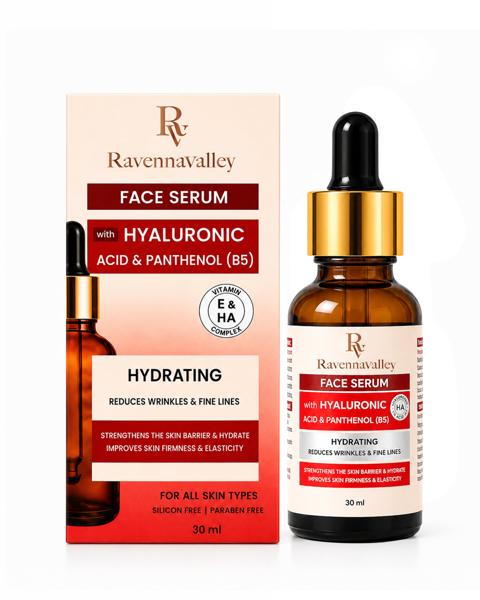 RV
Ravennavalley
FACE SERUM
with HYALURONIC
ACID & PANTHENOL (B5)
VITAMIN
E &
HA
COMPLEX
HYDRATING
REDUCES WRINKLES & FINE LINES
STRENGTHENS THE SKIN BARRIER & HYDRATE
IMPROVES SKIN FIRMNESS & ELASTICITY
FOR ALL SKIN TYPES
SILICON FREE | PARABEN FREE
30 ml
RV
Ravennavalley
FACE SERUM
with HYALURONIC
HA
ACID & PANTHENOL (B5)
HYDRATING
REDUCES WRINKLES & FINE LINES
STRENGTHENS THE SKIN BARRIER & HYDRATE
IMPROVES SKIN FIRMNESS & ELASTICITY
30 ml